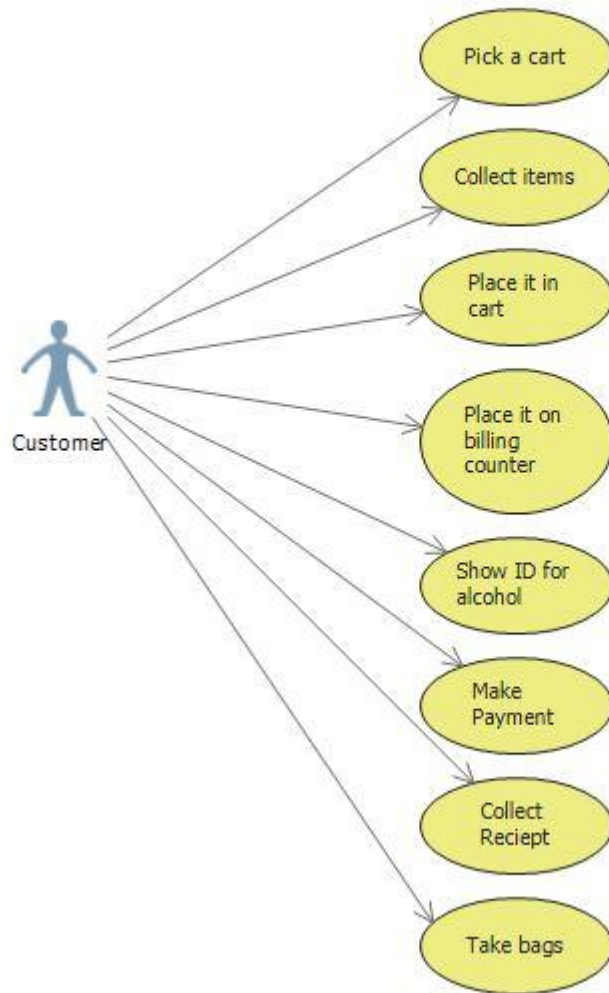 Pick a cart
Collect items
Place it in
cart
Customer
Place it on
billing
counter
Show ID for
alcohol
Make
Payment
Collect
Reciept
Take bags